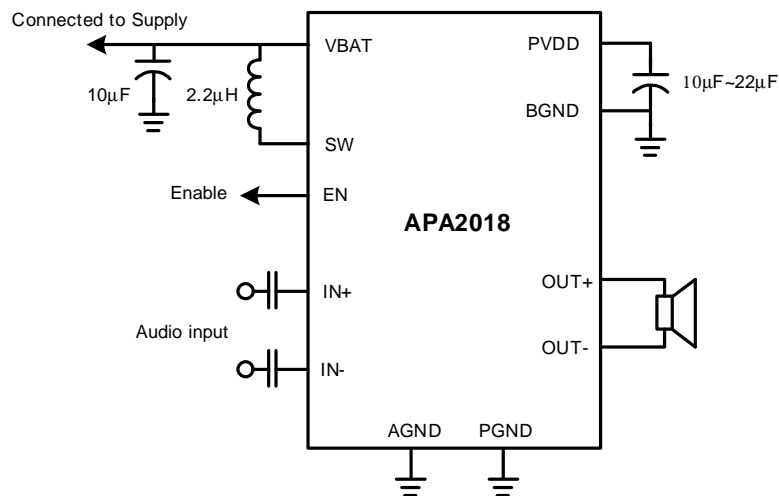 Connected to Supply
VBAT
PVDD
10μF
2.2μH
10μF~22μF
BGND
SW
Enable
EN
APA2018
IN+
OUT+
Audio input
OUT-
IN-
AGND
PGND